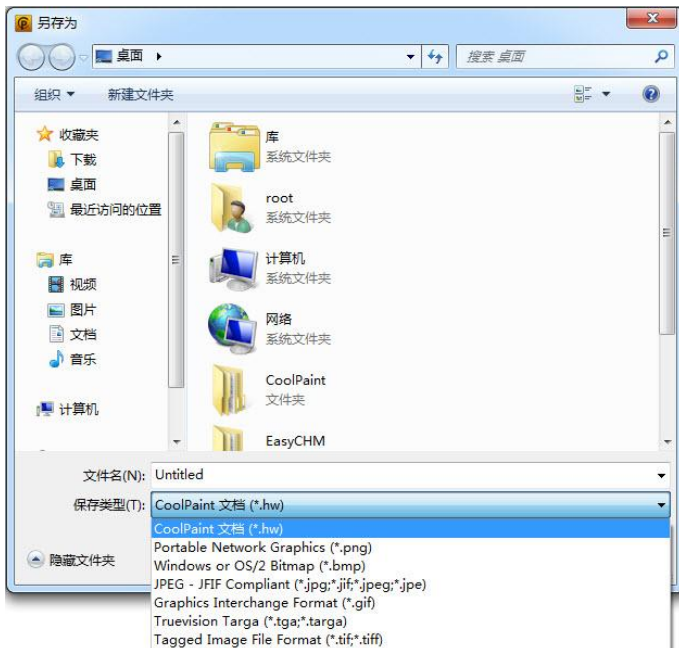 另存为
桌面
搜索 桌面
组织
新建文件夹
收藏夹
下载
桌面
最近访问的位置
库
视频
图片
文档
音乐
计算机
库
系统文件夹
root
系统文件夹
计算机
系统文件夹
网络
系统文件夹
CoolPaint
文件夹
EasyCHM
文件名(N): Untitled
保存类型(T): CoolPaint 文档 (*.hw)
CoolPaint 文档 (*.hw)
Portable Network Graphics (*.png)
Windows or OS/2 Bitmap (*.bmp)
JPEG - JFIF Compliant (*.jpg;*.jif;*.jpeg;*.jpe)
Graphics Interchange Format (*.gif)
Truevision Targa (*.tga;*.targa)
Tagged Image File Format (*.tif;*.tiff)
隐藏文件夹